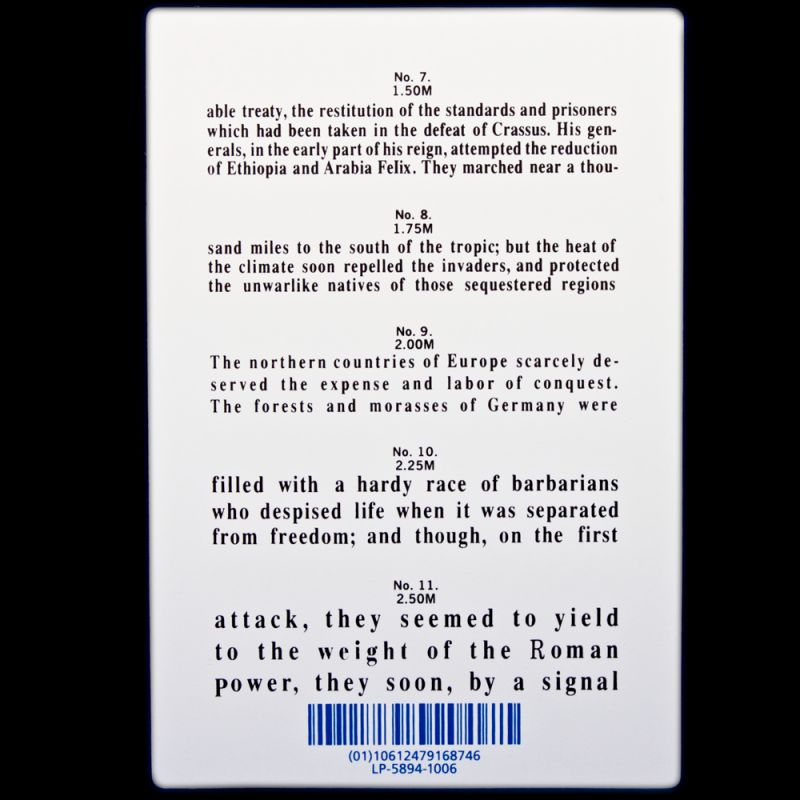 No. 7.
1.50M
able treaty, the restitution of the standards and prisoners
which had been taken in the defeat of Crassus. His gen-
erals, in the early part of his reign, attempted the reduction
of Ethiopia and Arabia Felix. They marched near a thou-
No. 8.
1.75M
sand miles to the south of the tropic; but the heat of
the climate soon repelled the invaders, and protected
the unwarlike natives of those sequestered regions
No. 9.
2.00M
The northern countries of Europe scarcely de-
served the expense and labor of conquest.
The forests and morasses of Germany were
No. 10.
2.25M
filled with a hardy race of barbarians
who despised life when it was separated
from freedom; and though, on the first
No. 11.
2.50M
attack, they seemed to yield
to the weight of the Roman
power, they soon, by a signal
(01)10612479168746
LP-5894-1006